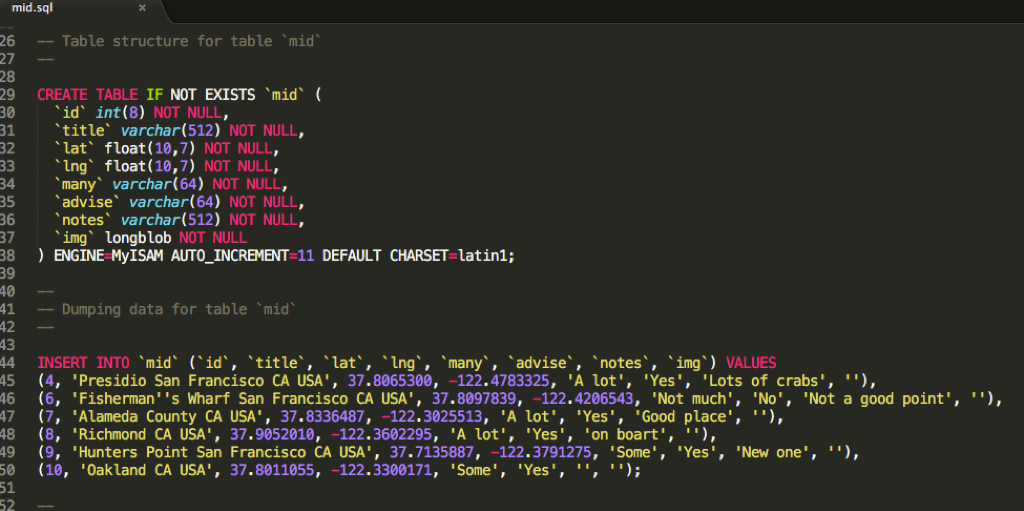 mid.sql ×
26 -- Table structure for table `mid`
27 --
28
29 CREATE TABLE IF NOT EXISTS `mid` (
30 `id` int(8) NOT NULL,
31 `title` varchar(512) NOT NULL,
32 `lat` float(10,7) NOT NULL,
33 `lng` float(10,7) NOT NULL,
34 `many` varchar(64) NOT NULL,
35 `advise` varchar(64) NOT NULL,
36 `notes` varchar(512) NOT NULL,
37 `img` longblob NOT NULL
38 ) ENGINE=MyISAM AUTO_INCREMENT=11 DEFAULT CHARSET=latin1;
39
40 --
41 -- Dumping data for table `mid`
42 --
43
44 INSERT INTO `mid` (`id`, `title`, `lat`, `lng`, `many`, `advise`, `notes`, `img`) VALUES
45 (4, 'Presidio San Francisco CA USA', 37.8065300, -122.4783325, 'A lot', 'Yes', 'Lots of crabs', ''),
46 (6, 'Fisherman''s Wharf San Francisco CA USA', 37.8097839, -122.4206543, 'Not much', 'No', 'Not a good point', ''),
47 (7, 'Alameda County CA USA', 37.8336487, -122.3025513, 'A lot', 'Yes', 'Good place', ''),
48 (8, 'Richmond CA USA', 37.9052010, -122.3602295, 'A lot', 'Yes', 'on boart', ''),
49 (9, 'Hunters Point San Francisco CA USA', 37.7135887, -122.3791275, 'Some', 'Yes', 'New one', ''),
50 (10, 'Oakland CA USA', 37.8011055, -122.3300171, 'Some', 'Yes', '', '');
51
52 --